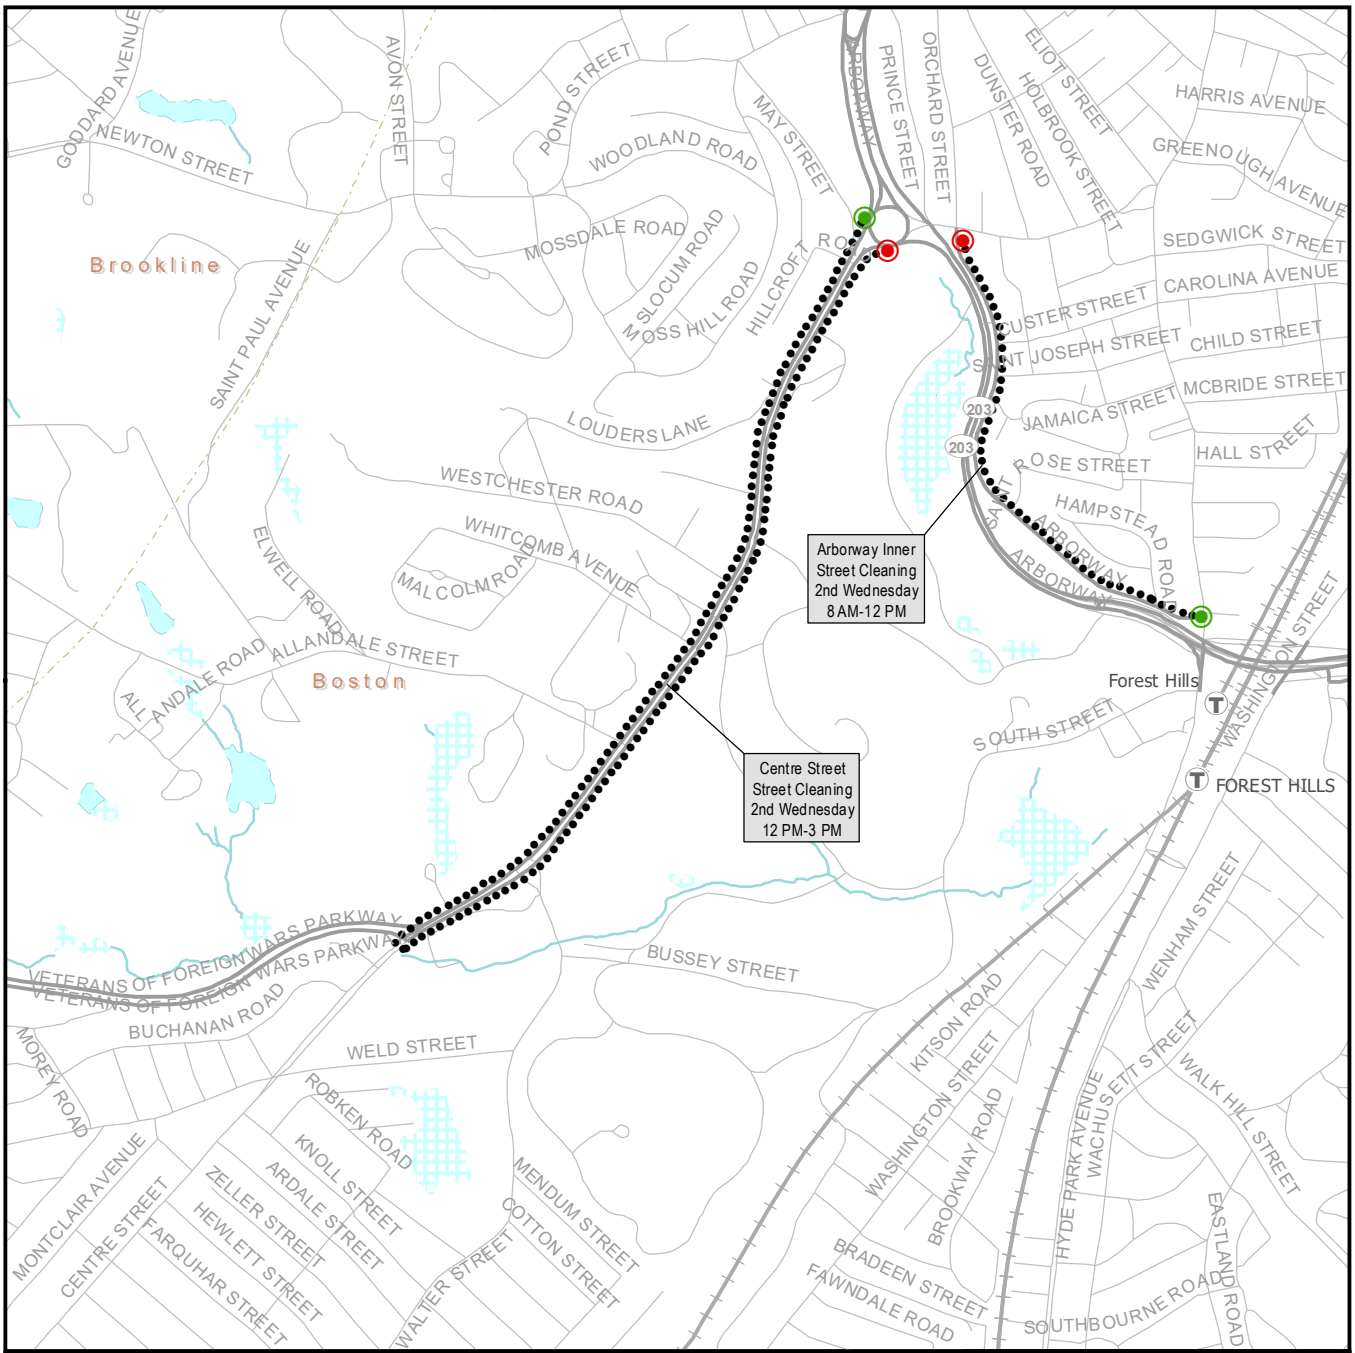 GODDARD AVENUE
NEWTON STREET
AVON STREET
POND STREET
WOODLAND ROAD
MAY STREET
ARBORWAY
PRINCE STREET
ORCHARD STREET
DUNSTER ROAD
ELIOT STREET
HOLBROOK STREET
HARRIS AVENUE
GREENOUGH AVENUE
SEDGWICK STREET
CAROLINA AVENUE
CUSTER STREET
SAINT JOSEPH STREET
CHILD STREET
MCBRIDE STREET
JAMAICA STREET
HALL STREET
SAINT ROSE STREET
HAMPSTEAD ROAD
ARBORWAY
ARBORWAY
203
203
Brookline
SAINT PAUL AVENUE
MOSSDALE ROAD
SLOCUM ROAD
MOSS HILL ROAD
HILLCROFT ROAD
LOUDERS LANE
WESTCHESTER ROAD
WHITCOMB AVENUE
MALCOLM ROAD
ELWELL ROAD
ALLANDALE STREET
ALLANDALE ROAD
Boston
Arborway Inner
Street Cleaning
2nd Wednesday
8 AM-12 PM
Centre Street
Street Cleaning
2nd Wednesday
12 PM-3 PM
Forest Hills
T
T
FOREST HILLS
WASHINGTON STREET
SOUTH STREET
VETERANS OF FOREIGN WARS PARKWAY
VETERANS OF FOREIGN WARS PARKWAY
BUCHANAN ROAD
BUSSEY STREET
WELD STREET
MOREY ROAD
ROBKEN ROAD
KNOLL STREET
ARDALE STREET
ZELLER STREET
HEWLETT STREET
FARQUHAR STREET
MONTCLAIR AVENUE
CENTRE STREET
WALTER STREET
MENDUM STREET
COTTON STREET
KITSON ROAD
WASHINGTON STREET
BROOKWAY ROAD
BRADEEN STREET
FAWNDALE ROAD
WENHAM STREET
HYDE PARK AVENUE
WACHUSETT STREET
WALK HILL STREET
EASTLAND ROAD
SOUTHBOURNE ROAD